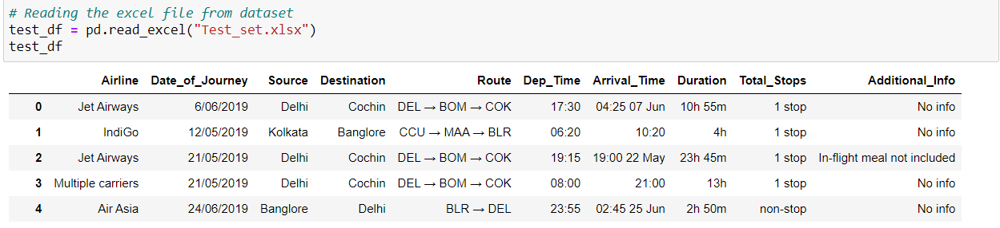 # Reading the excel file from dataset
test_df = pd.read_excel("Test_set.xlsx")
test_df
Airline Date_of_Journey Source Destination Route Dep_Time Arrival_Time Duration Total_Stops Additional_Info
0 Jet Airways 6/06/2019 Delhi Cochin DEL → BOM → COK 17:30 04:25 07 Jun 10h 55m 1 stop No info
1 IndiGo 12/05/2019 Kolkata Banglore CCU → MAA → BLR 06:20 10:20 4h 1 stop No info
2 Jet Airways 21/05/2019 Delhi Cochin DEL → BOM → COK 19:15 19:00 22 May 23h 45m 1 stop In-flight meal not included
3 Multiple carriers 21/05/2019 Delhi Cochin DEL → BOM → COK 08:00 21:00 13h 1 stop No info
4 Air Asia 24/06/2019 Banglore Delhi BLR → DEL 23:55 02:45 25 Jun 2h 50m non-stop No info